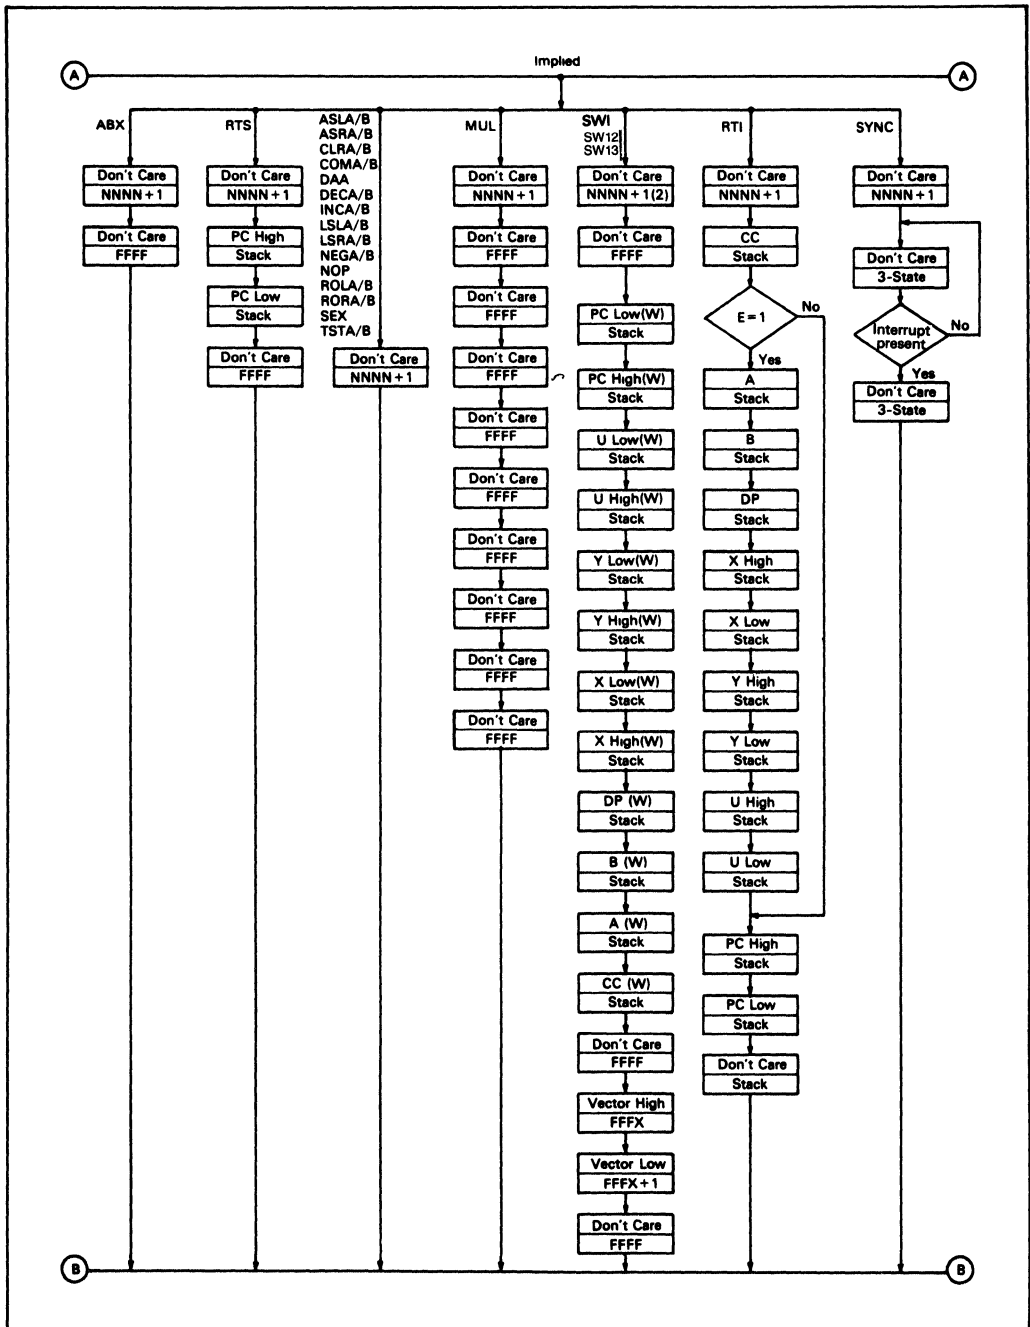 Implied
A
A
ABX
Don't Care
NNNN+1
Don't Care
FFFF
RTS
Don't Care
NNNN+1
PC High
Stack
PC Low
Stack
Don't Care
FFFF
ASLA/B
ASRA/B
CLRA/B
COMA/B
DAA
DECA/B
INCA/B
LSLA/B
LSRA/B
NEGA/B
NOP
ROLA/B
RORA/B
SEX
TSTA/B
Don't Care
NNNN+1
MUL
Don't Care
NNNN+1
Don't Care
FFFF
Don't Care
FFFF
Don't Care
FFFF
Don't Care
FFFF
Don't Care
FFFF
Don't Care
FFFF
Don't Care
FFFF
Don't Care
FFFF
Don't Care
FFFF
SWI
SW12
SW13
Don't Care
NNNN+1(2)
Don't Care
FFFF
PC Low(W)
Stack
PC High(W)
Stack
U Low(W)
Stack
U High(W)
Stack
Y Low(W)
Stack
Y High(W)
Stack
X Low(W)
Stack
X High(W)
Stack
DP (W)
Stack
B (W)
Stack
A (W)
Stack
CC (W)
Stack
Don't Care
FFFF
Vector High
FFFX
Vector Low
FFFX+1
Don't Care
FFFF
RTI
Don't Care
NNNN+1
CC
Stack
E=1
No
Yes
A
Stack
B
Stack
DP
Stack
X High
Stack
X Low
Stack
Y High
Stack
Y Low
Stack
U High
Stack
U Low
Stack
PC High
Stack
PC Low
Stack
Don't Care
Stack
SYNC
Don't Care
NNNN+1
Don't Care
3-State
Interrupt
present
No
Yes
Don't Care
3-State
B
B